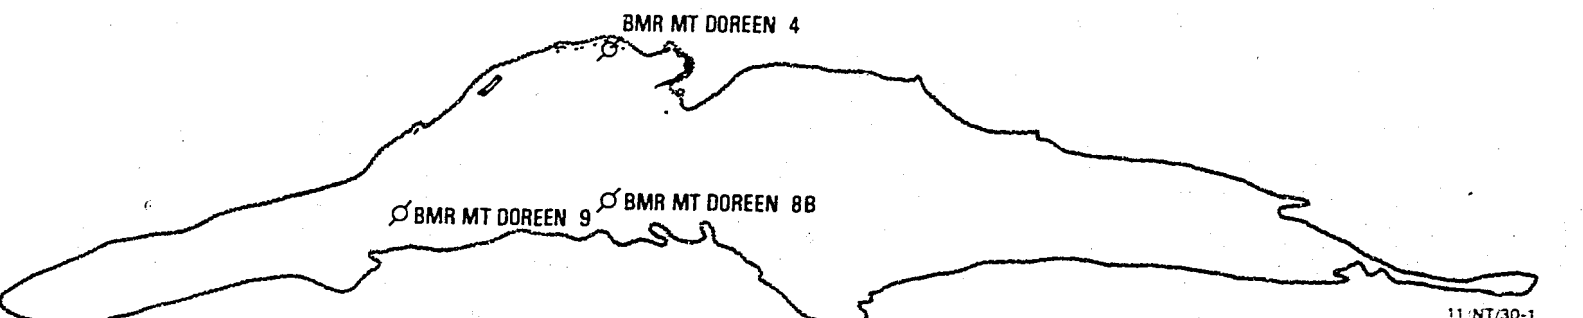 BMR MT DOREEN 4
BMR MT DOREEN 8B
BMR MT DOREEN 9
11/NT/30-1